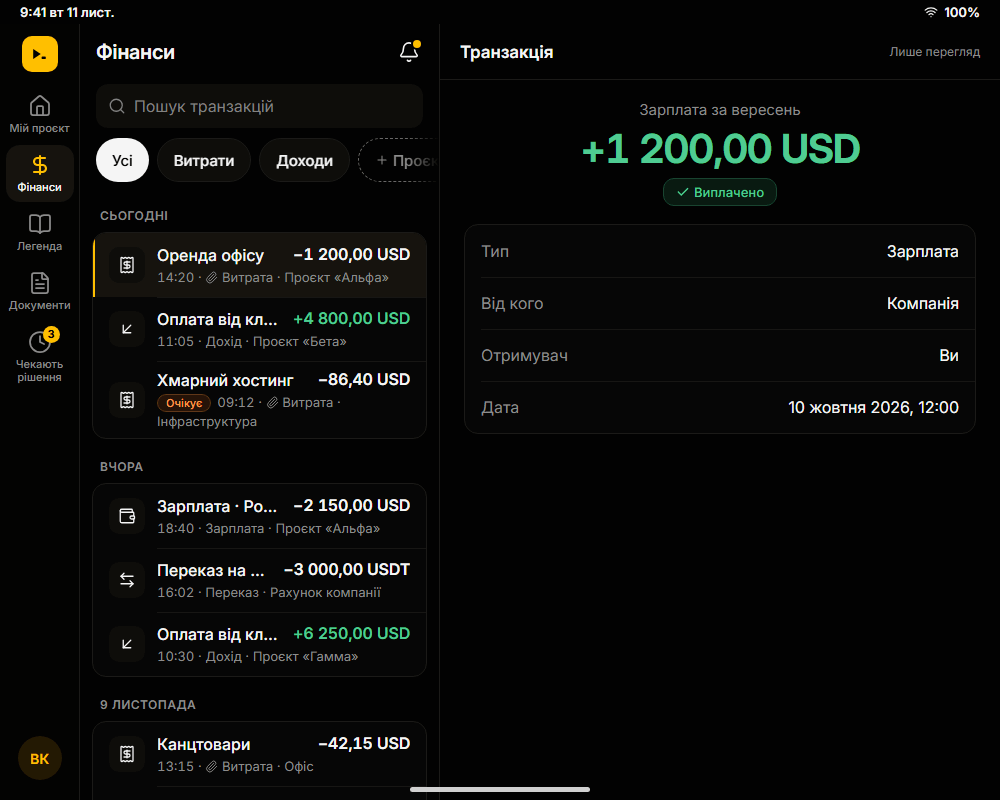 9:41 вт 11 лист.
100%
Мій проєкт
Фінанси
Легенда
Документи
3
Чекають
рішення
ВК
Фінанси
Пошук транзакцій
Усі
Витрати
Доходи
+ Проєк
СЬОГОДНІ
Оренда офісу −1 200,00 USD
14:20 · Витрата · Проєкт «Альфа»
Оплата від кл... +4 800,00 USD
11:05 · Дохід · Проєкт «Бета»
Хмарний хостинг −86,40 USD
Очікує 09:12 · Витрата ·
Інфраструктура
ВЧОРА
Зарплата · Ро... −2 150,00 USD
18:40 · Зарплата · Проєкт «Альфа»
Переказ на ... −3 000,00 USDT
16:02 · Переказ · Рахунок компанії
Оплата від кл... +6 250,00 USD
10:30 · Дохід · Проєкт «Гамма»
9 ЛИСТОПАДА
Канцтовари −42,15 USD
13:15 · Витрата · Офіс
Транзакція
Лише перегляд
Зарплата за вересень
+1 200,00 USD
Виплачено
Тип Зарплата
Від кого Компанія
Отримувач Ви
Дата 10 жовтня 2026, 12:00